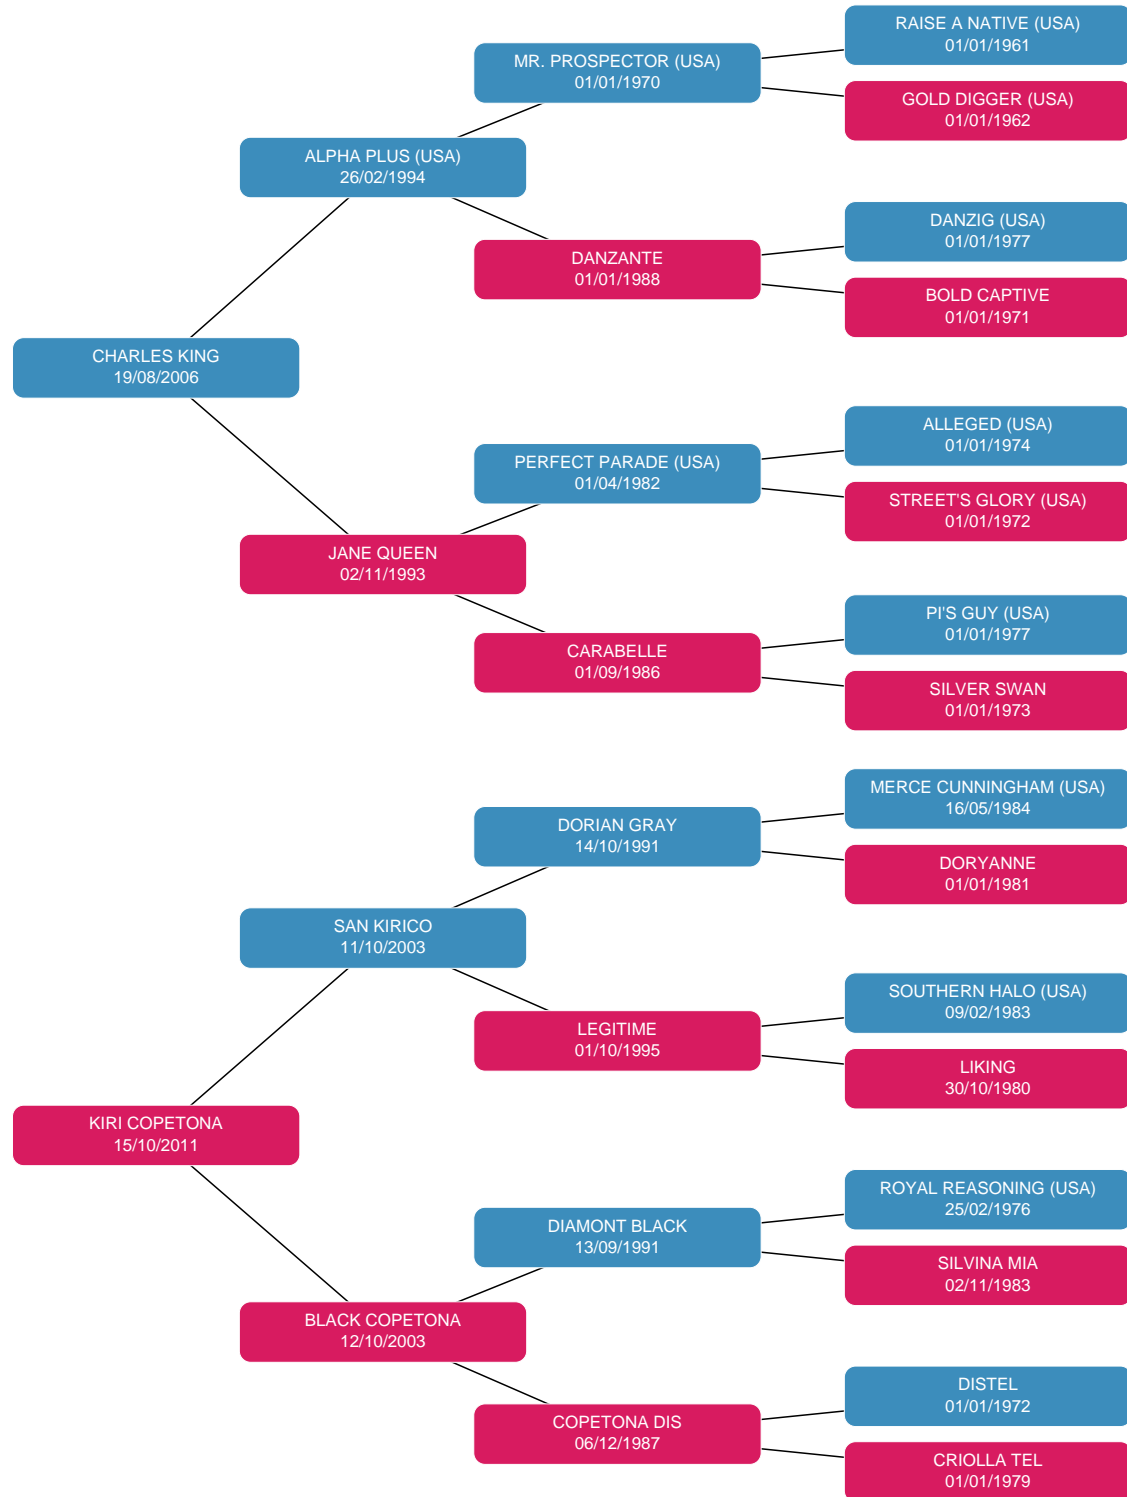 RAISE A NATIVE (USA)
01/01/1961
MR. PROSPECTOR (USA)
01/01/1970
GOLD DIGGER (USA)
01/01/1962
ALPHA PLUS (USA)
26/02/1994
DANZIG (USA)
01/01/1977
DANZANTE
01/01/1988
BOLD CAPTIVE
01/01/1971
CHARLES KING
19/08/2006
ALLEGED (USA)
01/01/1974
PERFECT PARADE (USA)
01/04/1982
STREET'S GLORY (USA)
01/01/1972
JANE QUEEN
02/11/1993
PI'S GUY (USA)
01/01/1977
CARABELLE
01/09/1986
SILVER SWAN
01/01/1973
MERCE CUNNINGHAM (USA)
16/05/1984
DORIAN GRAY
14/10/1991
DORYANNE
01/01/1981
SAN KIRICO
11/10/2003
SOUTHERN HALO (USA)
09/02/1983
LEGITIME
01/10/1995
LIKING
30/10/1980
KIRI COPETONA
15/10/2011
ROYAL REASONING (USA)
25/02/1976
DIAMONT BLACK
13/09/1991
SILVINA MIA
02/11/1983
BLACK COPETONA
12/10/2003
DISTEL
01/01/1972
COPETONA DIS
06/12/1987
CRIOLLA TEL
01/01/1979